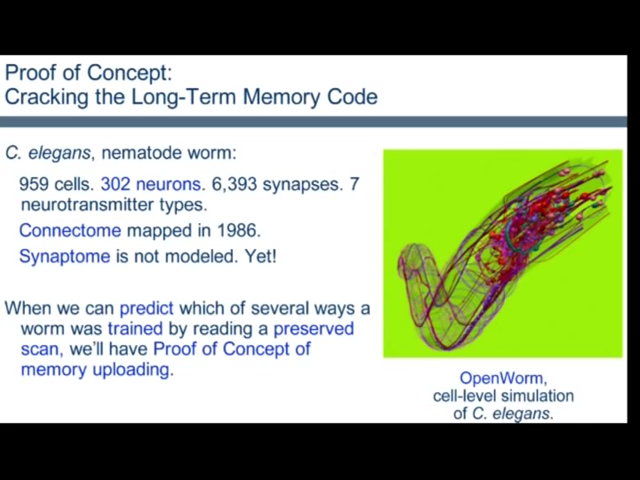 Proof of Concept:
Cracking the Long-Term Memory Code
C. elegans, nematode worm:
959 cells. 302 neurons. 6,393 synapses. 7
neurotransmitter types.
Connectome mapped in 1986.
Synaptome is not modeled. Yet!
When we can predict which of several ways a
worm was trained by reading a preserved
scan, we'll have Proof of Concept of
memory uploading.
OpenWorm,
cell-level simulation
of C. elegans.